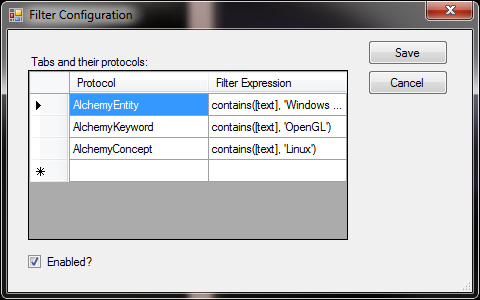 Filter Configuration
Save
Tabs and their protocols:
Cancel
Protocol Filter Expression
AlchemyEntity contains([text], 'Windows ...
AlchemyKeyword contains([text], 'OpenGL')
AlchemyConcept contains([text], 'Linux')
Enabled?